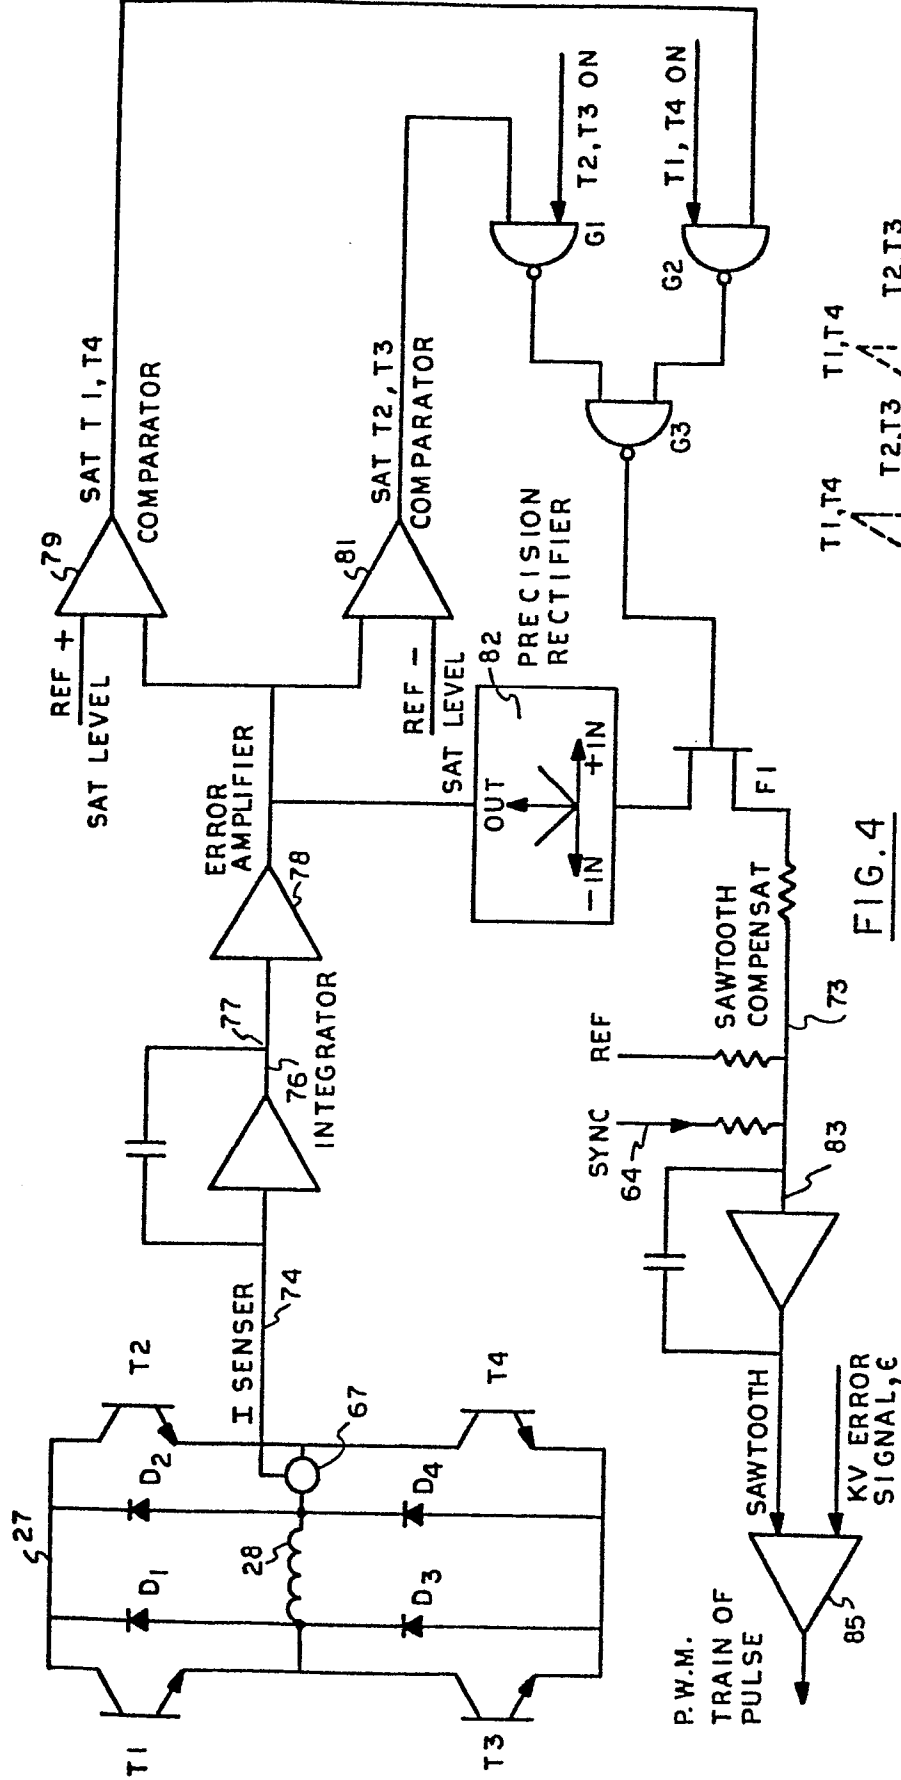 T1
T2
T3
T4
27
D1
D2
D3
D4
28
67
I SENSER
74
INTEGRATOR
76
77
ERROR
AMPLIFIER
78
REF +
SAT LEVEL
79
SAT T1, T4
COMPARATOR
REF -
SAT LEVEL
81
SAT T2, T3
COMPARATOR
PRECISION
RECTIFIER
82
OUT
-IN
+IN
T2, T3 ON
T1, T4 ON
G1
G2
G3
F1
SAWTOOTH
COMPENSAT
73
REF
SYNC
64
83
SAWTOOTH
KV ERROR
SIGNAL, ϵ
85
P.W.M.
TRAIN OF
PULSE
T1,T4
T1,T4
T2,T3
T2,T3
FIG. 4